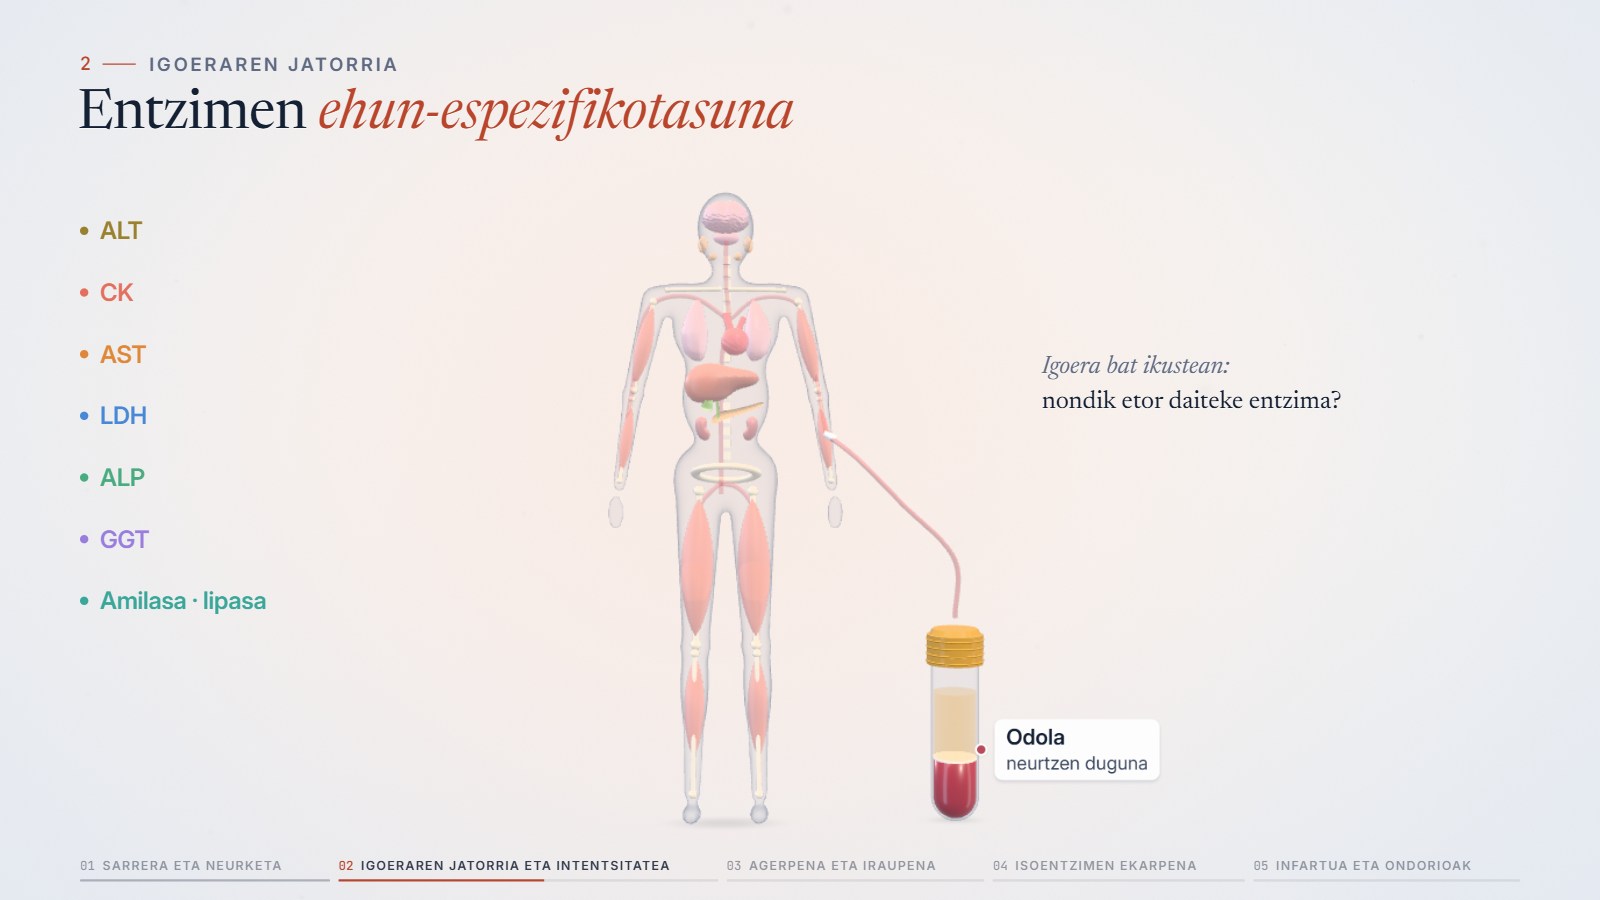 2 — IGOERAREN JATORRIA
Entzimen ehun-espezifikotasuna
• ALT
• CK
• AST
• LDH
• ALP
• GGT
• Amilasa · lipasa
Igoera bat ikustean:
nondik etor daiteke entzima?
Odola
neurtzen duguna
01 SARRERA ETA NEURKETA
02 IGOERAREN JATORRIA ETA INTENTSITATEA
03 AGERPENA ETA IRAUPENA
04 ISOENTZIMEN EKARPENA
05 INFARTUA ETA ONDORIOAK